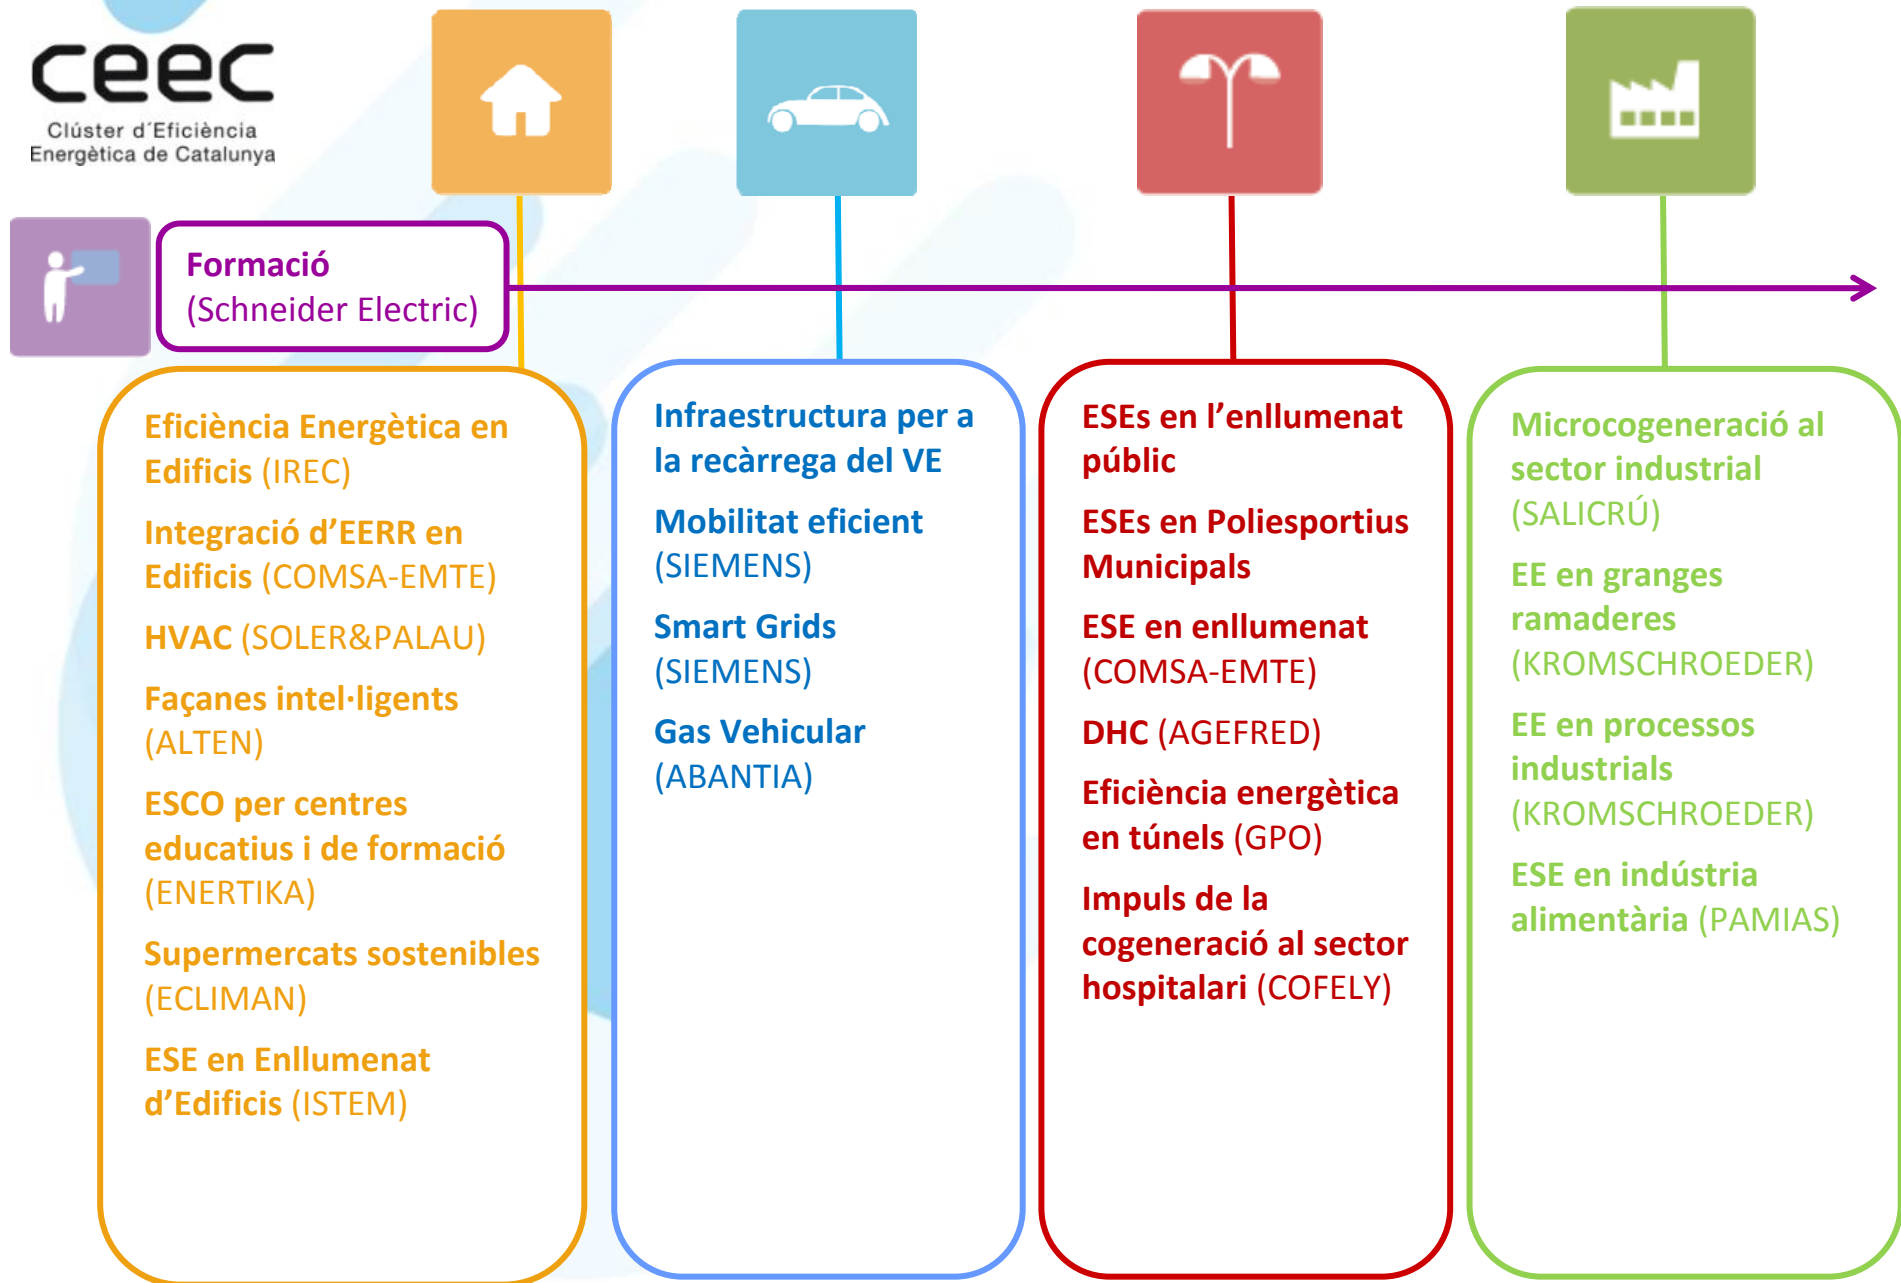 ceec
Clúster d´Eficiència
Energètica de Catalunya
Formació
(Schneider Electric)
Eficiència Energètica en
Edificis (IREC)
Integració d’EERR en
Edificis (COMSA-EMTE)
HVAC (SOLER&PALAU)
Façanes intel·ligents
(ALTEN)
ESCO per centres
educatius i de formació
(ENERTIKA)
Supermercats sostenibles
(ECLIMAN)
ESE en Enllumenat
d’Edificis (ISTEM)
Infraestructura per a
la recàrrega del VE
Mobilitat eficient
(SIEMENS)
Smart Grids
(SIEMENS)
Gas Vehicular
(ABANTIA)
ESEs en l’enllumenat
públic
ESEs en Poliesportius
Municipals
ESE en enllumenat
(COMSA-EMTE)
DHC (AGEFRED)
Eficiència energètica
en túnels (GPO)
Impuls de la
cogeneració al sector
hospitalari (COFELY)
Microcogeneració al
sector industrial
(SALICRÚ)
EE en granges
ramaderes
(KROMSCHROEDER)
EE en processos
industrials
(KROMSCHROEDER)
ESE en indústria
alimentària (PAMIAS)